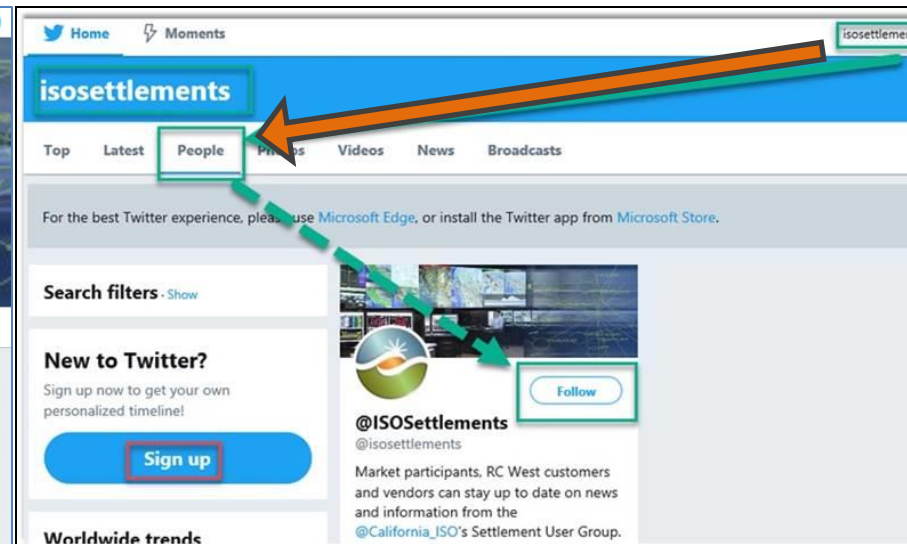 Home Moments
isosettlemen
isosettlements
Top Latest People Photos Videos News Broadcasts
For the best Twitter experience, please use Microsoft Edge, or install the Twitter app from Microsoft Store.
Search filters · Show
New to Twitter?
Sign up now to get your own
personalized timeline!
Sign up
Worldwide trends
Follow
@ISOSettlements
@isosettlements
Market participants, RC West customers
and vendors can stay up to date on news
and information from the
@California_ISO's Settlement User Group.